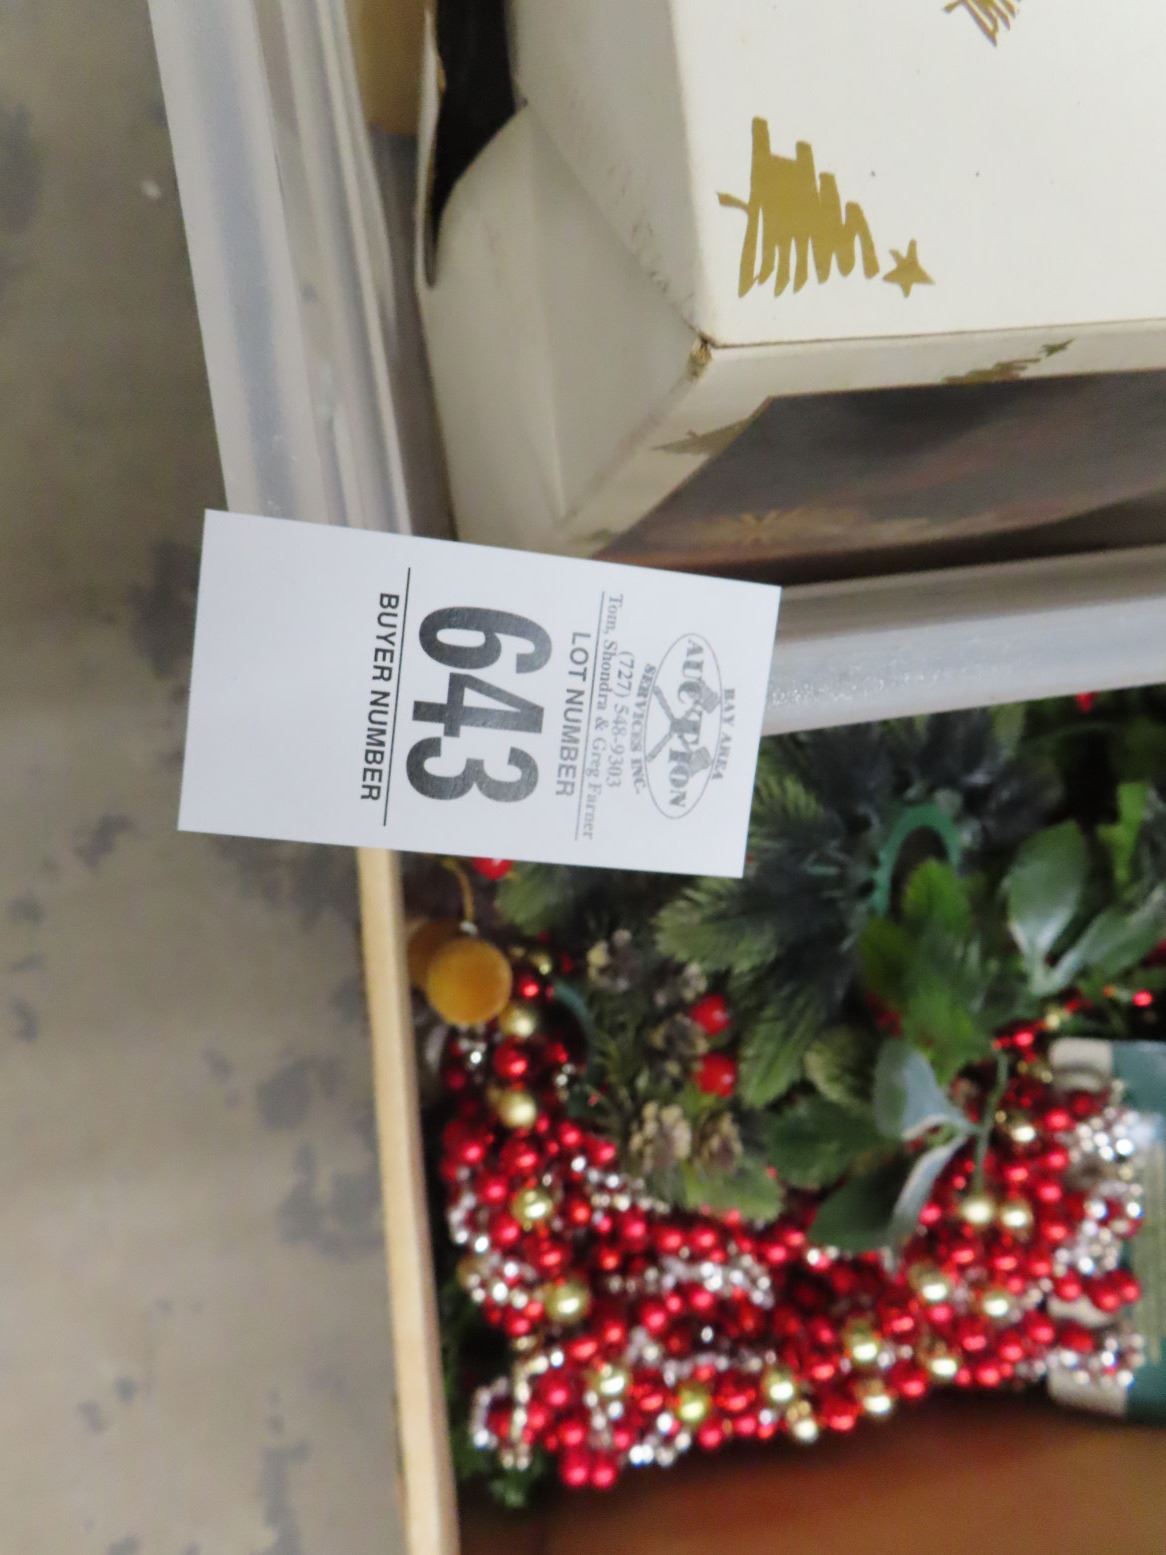 BAY AREA
AUCTION
SERVICES INC.
(727) 548-9303
Tom, Shondra & Greg Farner
LOT NUMBER
643
BUYER NUMBER